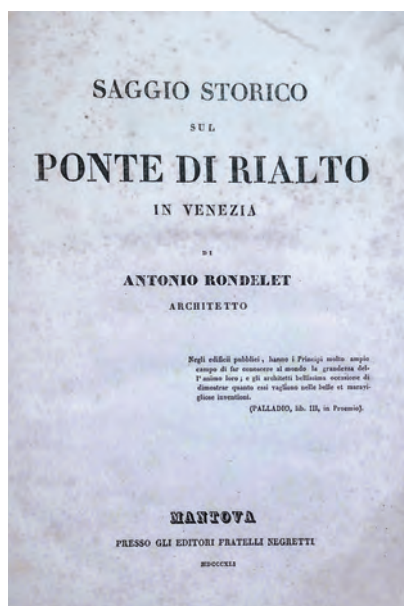 SAGGIO STORICO
SUL
PONTE DI RIALTO
IN VENEZIA
DI
ANTONIO RONDELET
ARCHITETTO
Negli edificii pubblici, hanno i Principi molto ampio
campo di far conoscere al mondo la grandezza del-
l'animo loro; e gli architetti bellissima occasione di
dimostrar quanto essi vagliono nelle belle et maravi-
gliose inventioni.
(PALLADIO, lib. III, in Proemio).
MANTOVA
PRESSO GLI EDITORI FRATELLI NEGRETTI
MDCCCXLI